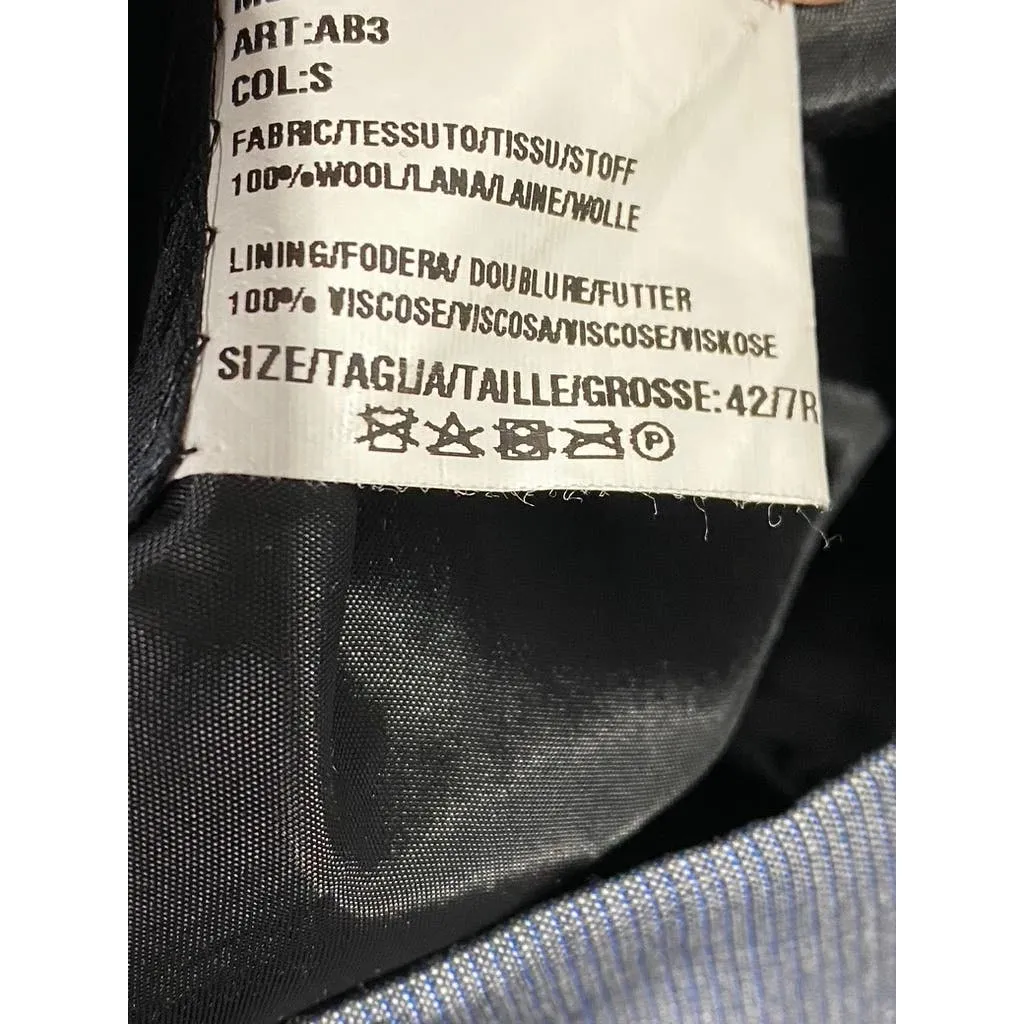 ART:AB3
COL:S
FABRIC/TESSUTO/TISSU/STOFF
100%WOOL/LANA/LAINE/WOLLE
LINING/FODERA/ DOUBLURE/FUTTER
100% VISCOSE/VISCOSA/VISCOSE/VISKOSE
SIZE/TAGLIA/TAILLE/GROSSE:42/7R
P